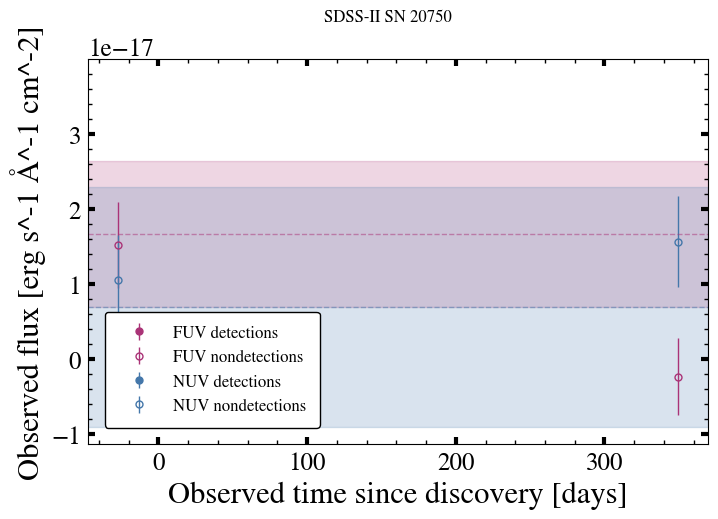 SDSS-II SN 20750
1e−17
Observed flux [erg s^-1 Å^-1 cm^-2]
3
2
1
0
−1
FUV detections
FUV nondetections
NUV detections
NUV nondetections
0 100 200 300
Observed time since discovery [days]